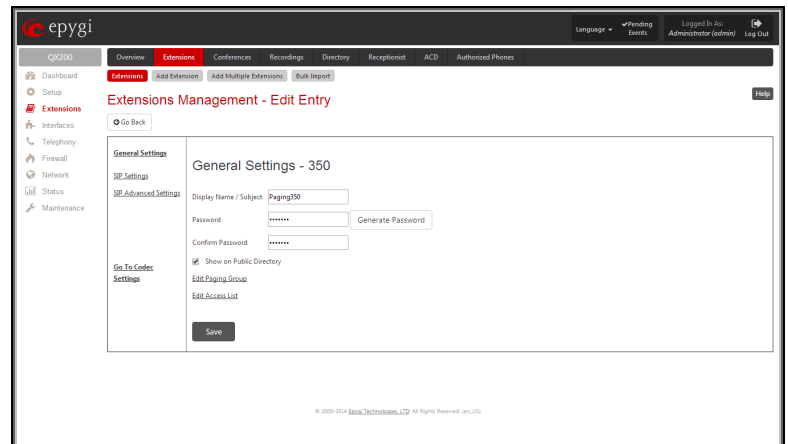 epygi
Language
Pending Events
Logged In As:
Administrator (admin)
Log Out
QX200
Overview Extensions Conferences Recordings Directory Receptionist ACD Authorized Phones
Dashboard
Setup
Extensions
Interfaces
Telephony
Firewall
Network
Status
Maintenance
Extensions Add Extension Add Multiple Extensions Bulk Import
Extensions Management - Edit Entry
Help
Go Back
General Settings
SIP Settings
SIP Advanced Settings
Go To Codec
Settings
General Settings - 350
Display Name / Subject Paging350
Password ••••••• Generate Password
Confirm Password •••••••
Show on Public Directory
Edit Paging Group
Edit Access List
Save
© 2000-2014 Epygi Technologies, LTD. All Rights Reserved. (en_US)